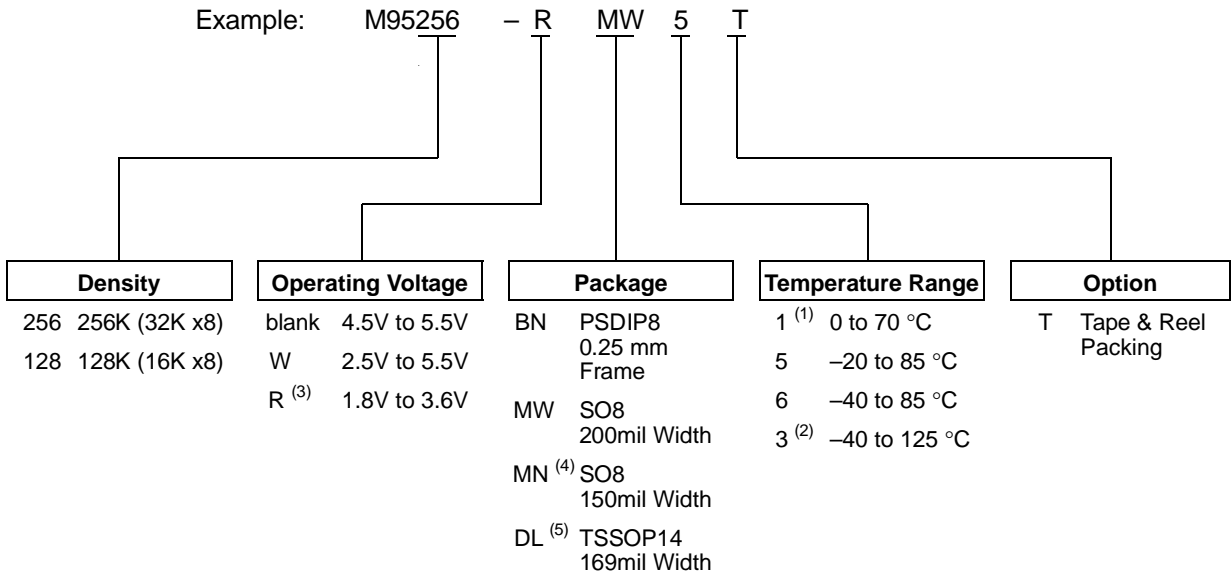 Example: M95256 – R MW 5 T
Density
256 256K (32K x8)
128 128K (16K x8)
Operating Voltage
blank 4.5V to 5.5V
W 2.5V to 5.5V
R (3) 1.8V to 3.6V
Package
BN PSDIP8
0.25 mm
Frame
MW SO8
200mil Width
MN (4) SO8
150mil Width
DL (5) TSSOP14
169mil Width
Temperature Range
1 (1) 0 to 70 °C
5 –20 to 85 °C
6 –40 to 85 °C
3 (2) –40 to 125 °C
Option
T Tape & Reel
Packing